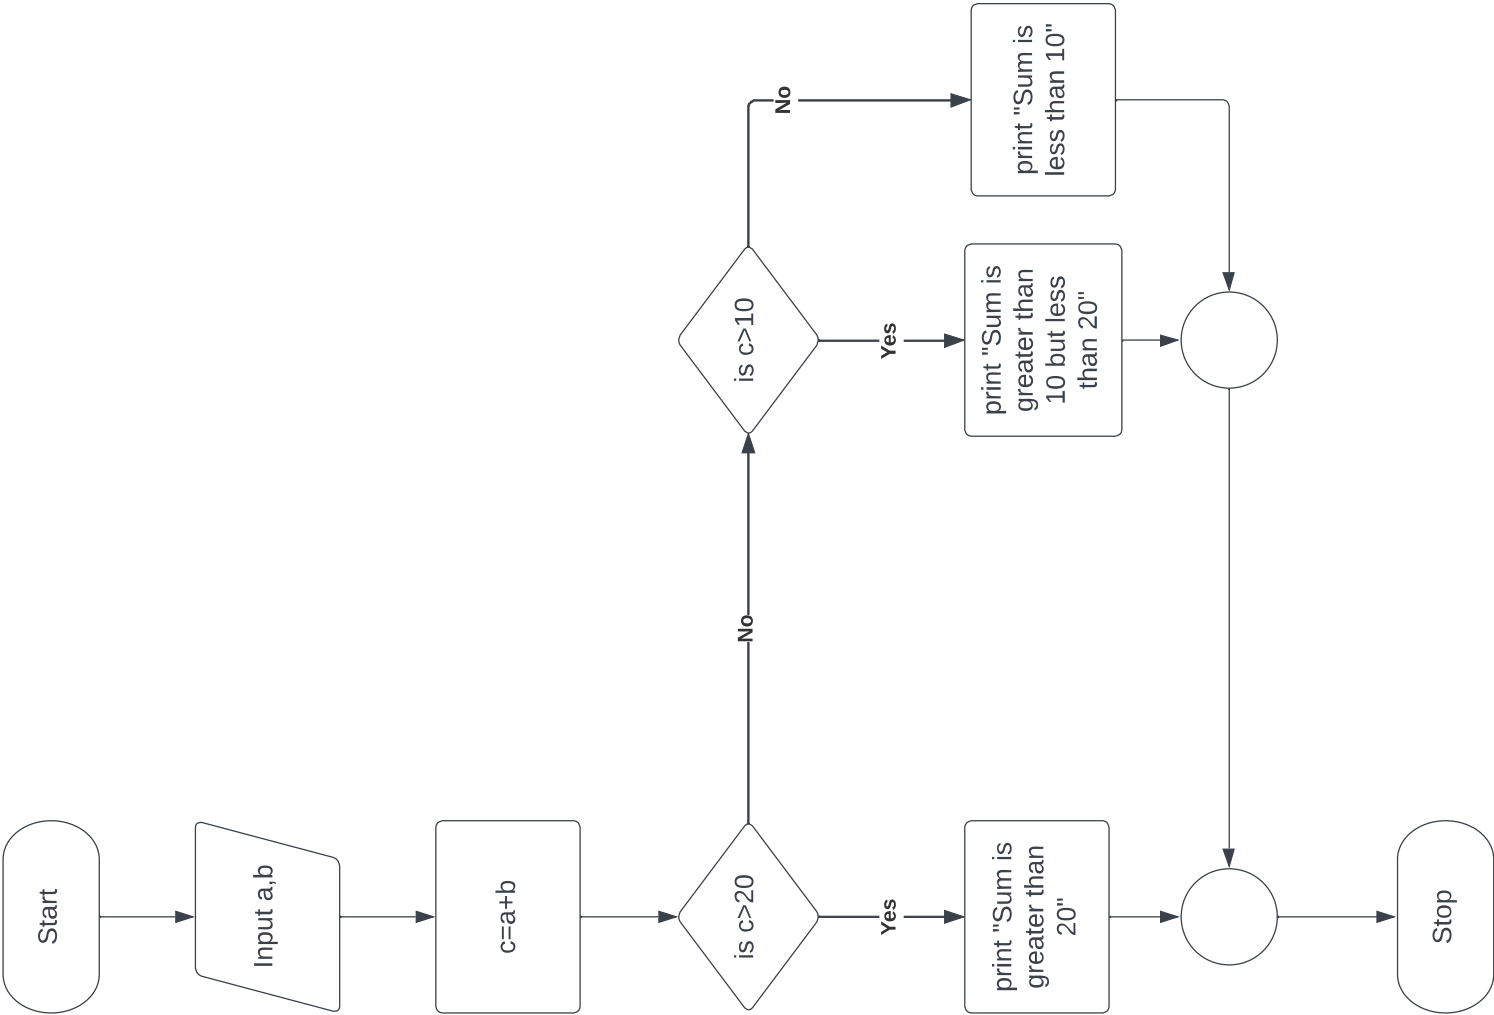 Start
Input a,b
c=a+b
is c>20
Yes
print "Sum is
greater than
20"
No
is c>10
Yes
print "Sum is
greater than
10 but less
than 20"
No
print "Sum is
less than 10"
Stop